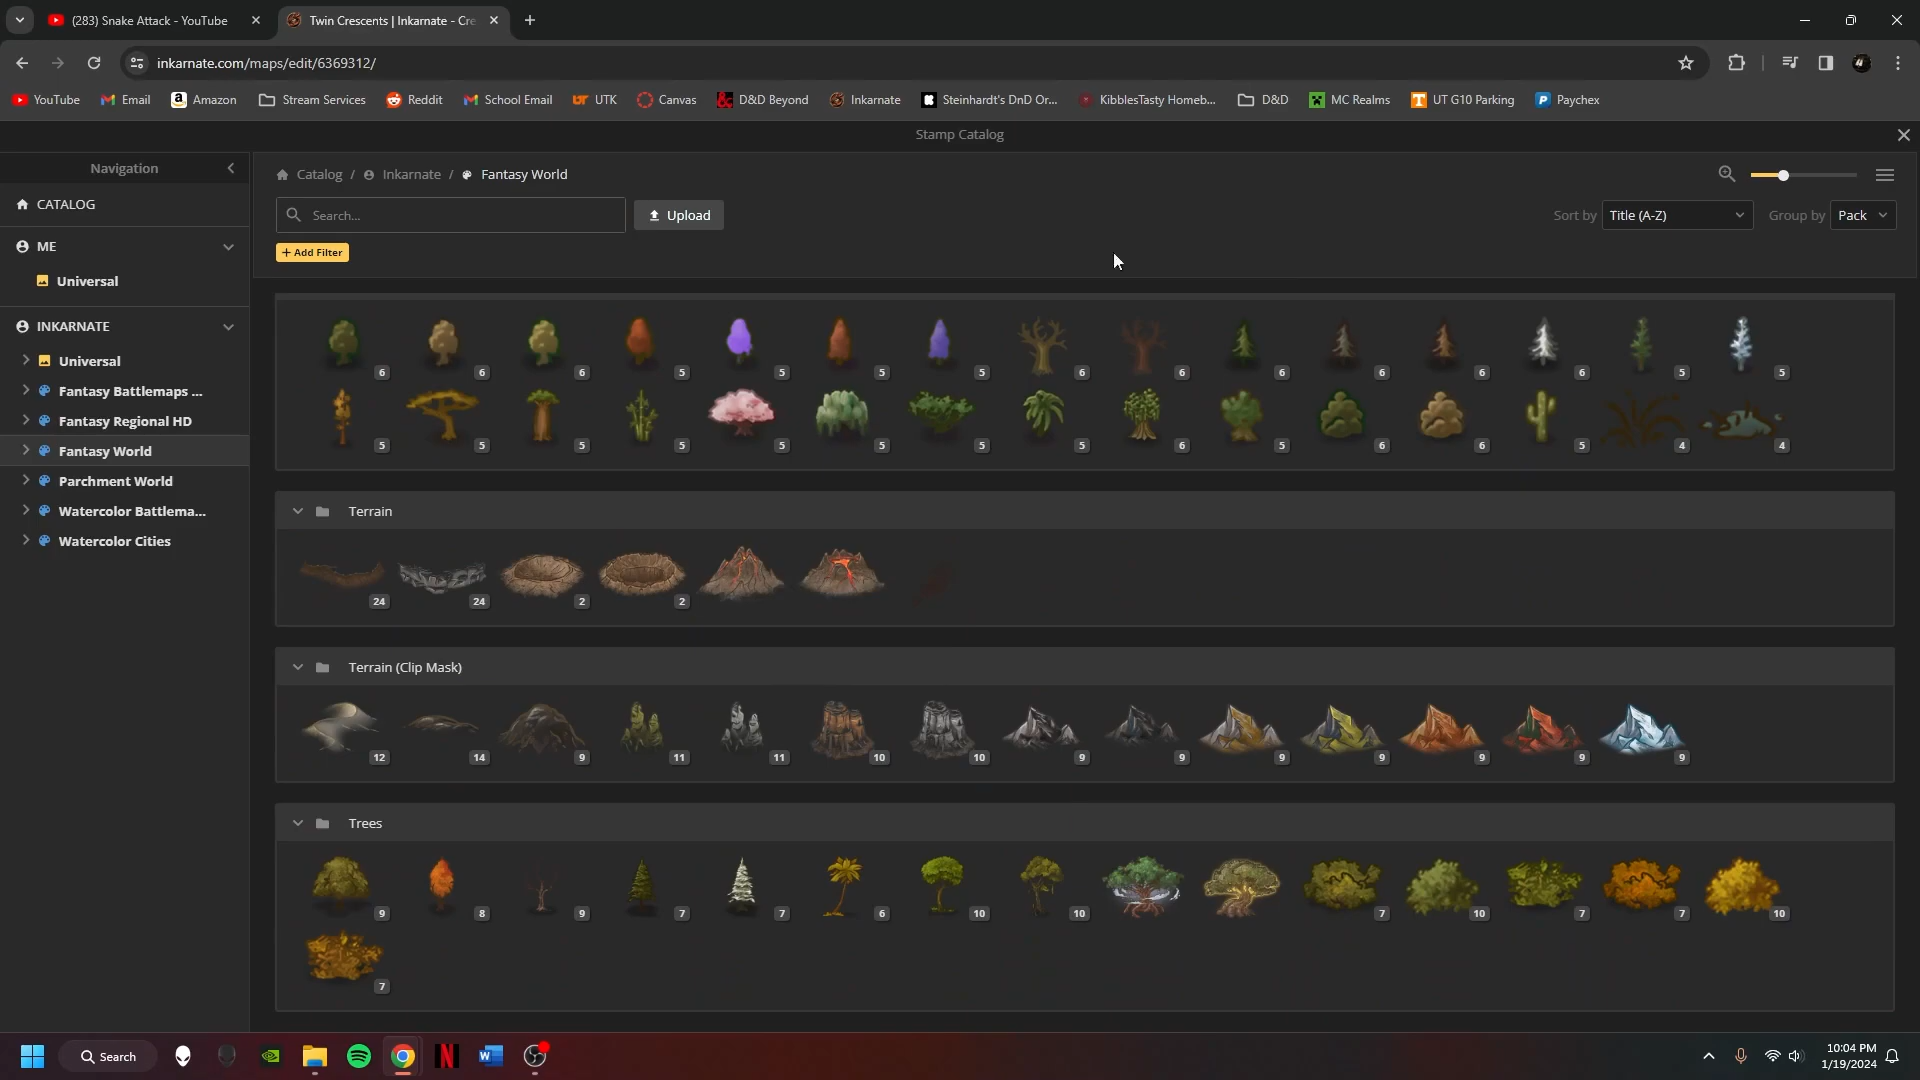 (283) Snake Attack - YouTube
Twin Crescents | Inkarnate - Cre
inkarnate.com/maps/edit/6369312/
YouTube Email Amazon Stream Services Reddit School Email UTK Canvas D&D Beyond Inkarnate Steinhardt's DnD Or... KibblesTasty Homeb... D&D MC Realms UT G10 Parking Paychex
Stamp Catalog
Navigation
Catalog / Inkarnate / Fantasy World
CATALOG
Search...
Upload
Sort by Title (A-Z) Group by Pack
+ Add Filter
ME
Universal
INKARNATE
Universal
Fantasy Battlemaps ...
Fantasy Regional HD
Fantasy World
Parchment World
Watercolor Battlema...
Watercolor Cities
6 6 6 5 5 5 5 6 6 6 6 6 6 5 5
5 5 5 5 5 5 5 5 6 5 6 6 5 4 4
Terrain
24 24 2 2
Terrain (Clip Mask)
12 14 9 11 11 10 10 9 9 9 9 9 9 9
Trees
9 8 9 7 7 6 10 10 7 10 7 7 10
7
Search
10:04 PM
1/19/2024